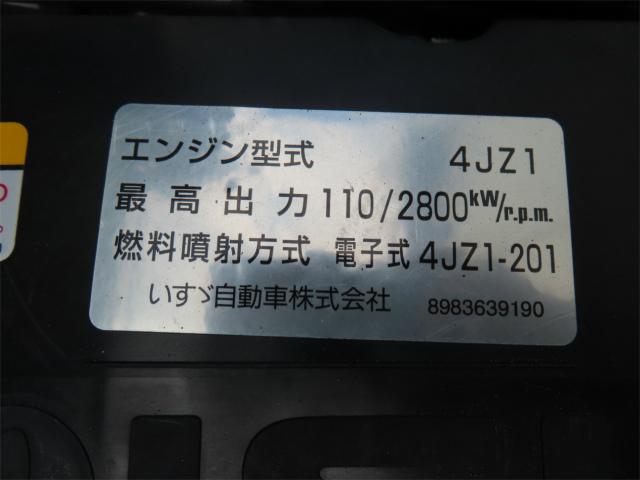 エンジン型式 4JZ1
最高出力 110/2800kW/r.p.m.
燃料噴射方式 電子式 4JZ1-201
いすゞ自動車株式会社 8983639190